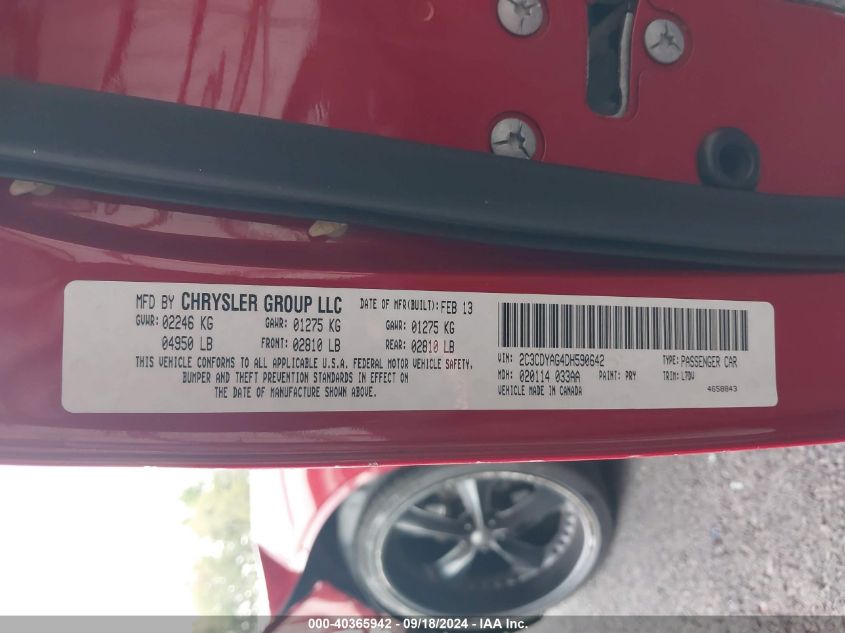 MFD BY CHRYSLER GROUP LLC DATE OF MFR(BUILT): FEB 13
GVWR: 02246 KG GAWR: 01275 KG GAWR: 01275 KG
04950 LB FRONT: 02810 LB REAR: 02810 LB
THIS VEHICLE CONFORMS TO ALL APPLICABLE U.S.A. FEDERAL MOTOR VEHICLE SAFETY,
BUMPER AND THEFT PREVENTION STANDARDS IN EFFECT ON
THE DATE OF MANUFACTURE SHOWN ABOVE.
VIN: 2C3CDYAG4DH590642 TYPE: PASSENGER CAR
MDH: 020114 033AA PAINT: PRY TRIM: L7DV
VEHICLE MADE IN CANADA 4658843
000-40365942 - 09/18/2024 - IAA Inc.